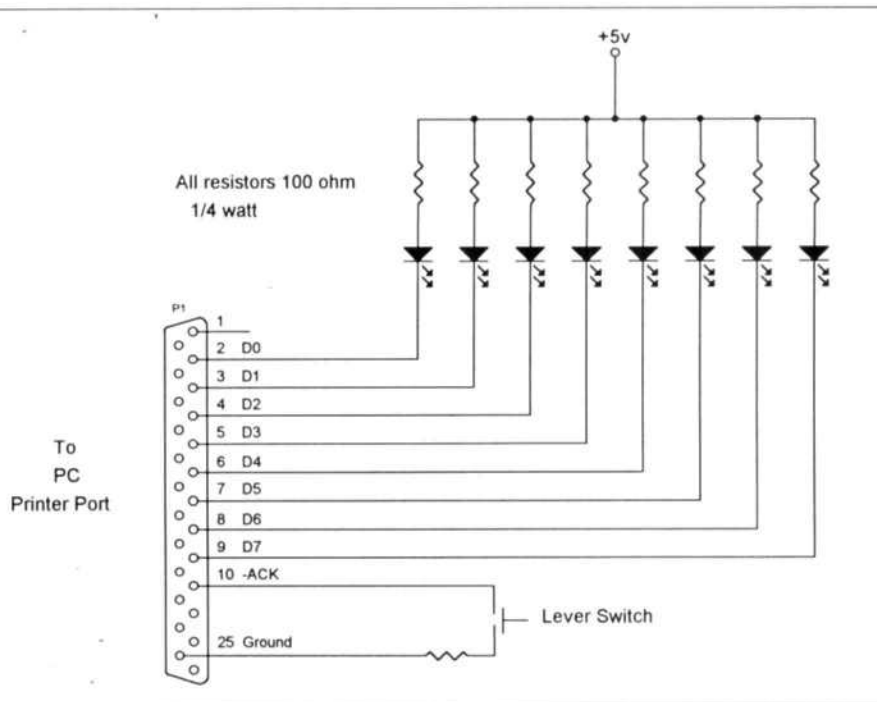 +5v
All resistors 100 ohm
1/4 watt
P1
1
2 D0
3 D1
4 D2
5 D3
6 D4
7 D5
8 D6
9 D7
10 -ACK
25 Ground
To
PC
Printer Port
Lever Switch